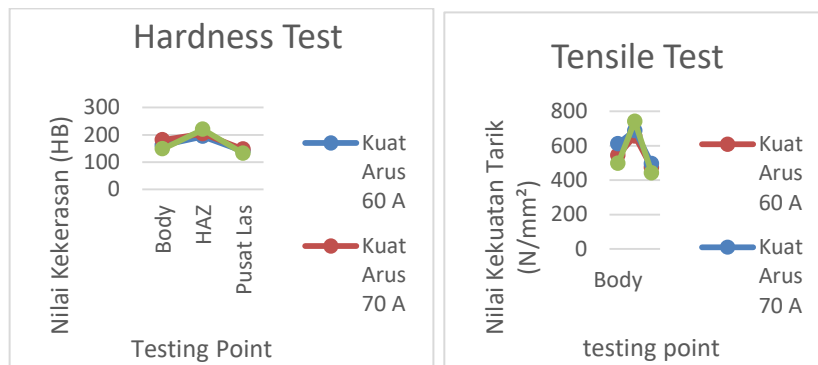 Hardness Test
Nilai Kekerasan (HB)
300
200
100
0
Body
HAZ
Pusat Las
Testing Point
Kuat
Arus
60 A
Kuat
Arus
70 A
Tensile Test
Nilai Kekuatan Tarik
(N/mm²)
800
600
400
200
0
Body
testing point
Kuat
Arus
60 A
Kuat
Arus
70 A